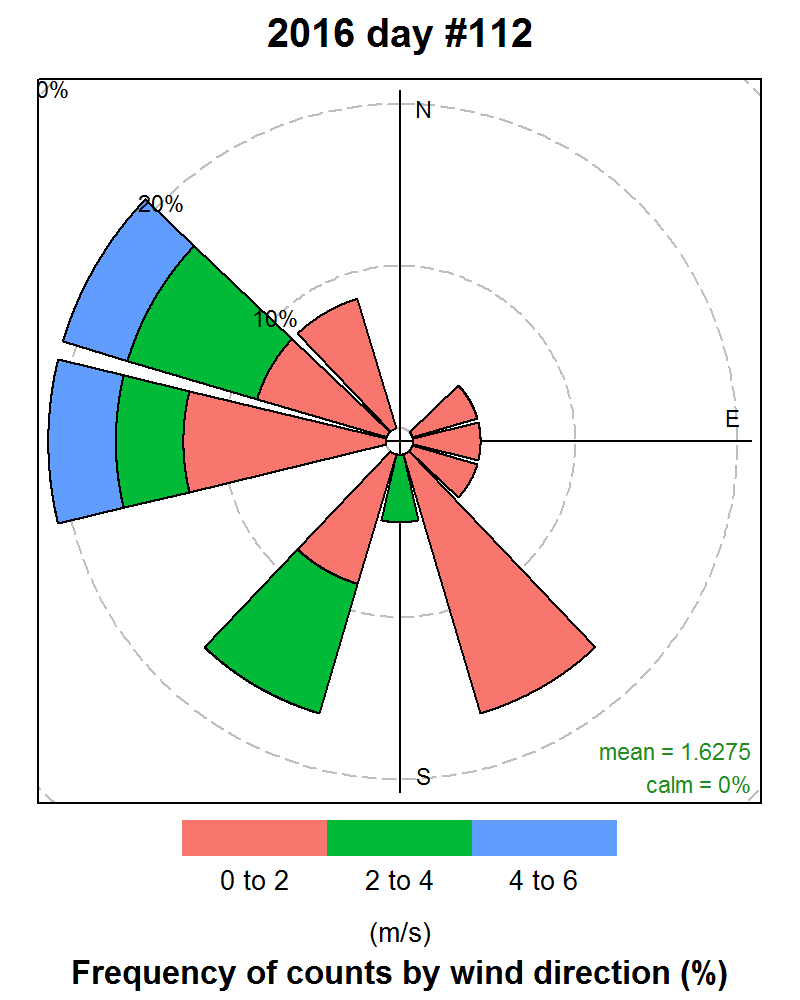 2016 day #112
0%
N
20%
10%
E
S
mean = 1.6275
calm = 0%
0 to 2 2 to 4 4 to 6
(m/s)
Frequency of counts by wind direction (%)